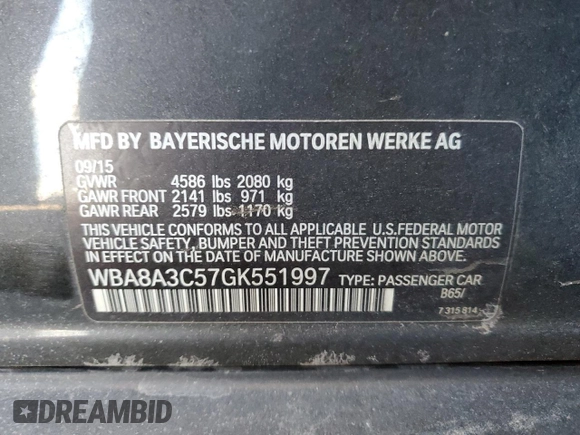 MFD BY BAYERISCHE MOTOREN WERKE AG
09/15
GVWR 4586 lbs 2080 kg
GAWR FRONT 2141 lbs 971 kg
GAWR REAR 2579 lbs 1170 kg
THIS VEHICLE CONFORMS TO ALL APPLICABLE U.S.FEDERAL MOTOR
VEHICLE SAFETY, BUMPER AND THEFT PREVENTION STANDARDS
IN EFFECT ON THE DATE OF MANUFACTURE SHOWN ABOVE.
WBA8A3C57GK551997 TYPE: PASSENGER CAR
B65/
7 315 814
DREAMBID